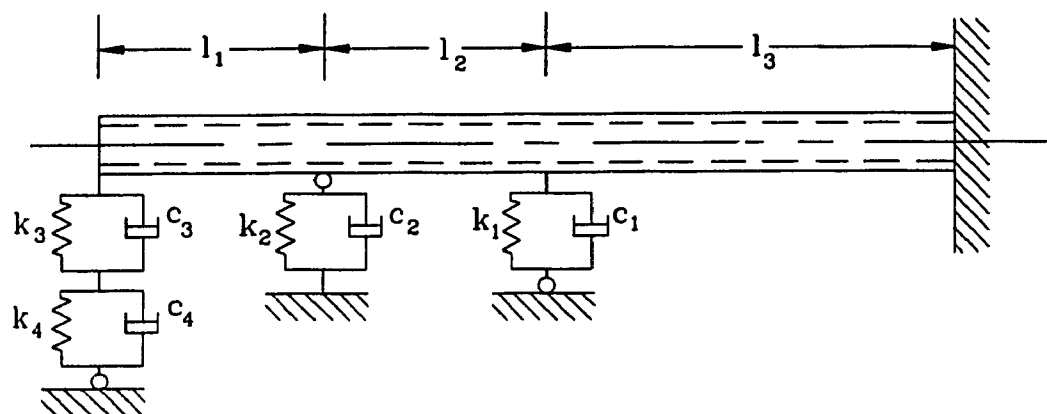 l₁ l₂ l₃
k₃ c₃ k₂ c₂ k₁ c₁
k₄ c₄